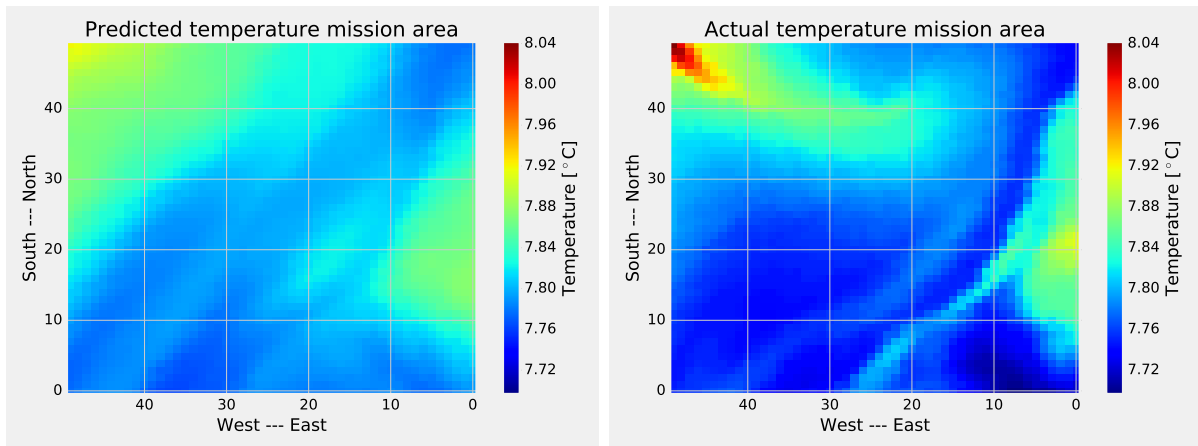 Predicted temperature mission area
8.04
8.00
7.96
7.92
7.88
7.84
7.80
7.76
7.72
Temperature [°C]
South --- North
40
30
20
10
0
40 30 20 10 0
West --- East
Actual temperature mission area
8.04
8.00
7.96
7.92
7.88
7.84
7.80
7.76
7.72
Temperature [°C]
South --- North
40
30
20
10
0
40 30 20 10 0
West --- East